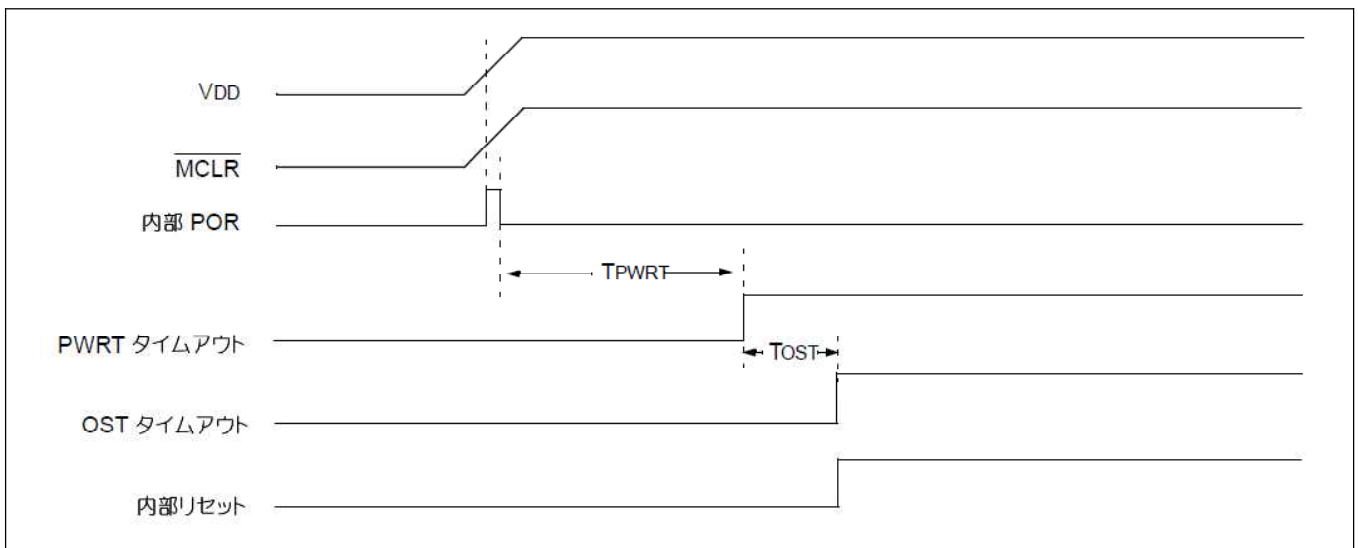 VDD
MCLR
内部 POR
TPWRT
PWRT タイムアウト
TOST
OST タイムアウト
内部リセット